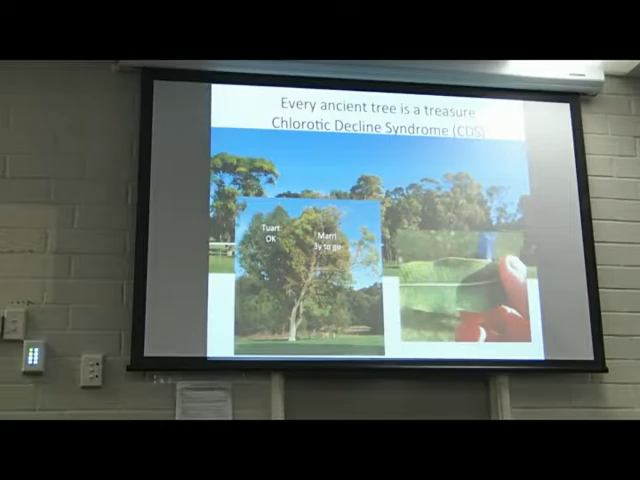 Every ancient tree is a treasure
Chlorotic Decline Syndrome (CDS)
Tuart
OK
Marri
3y to go